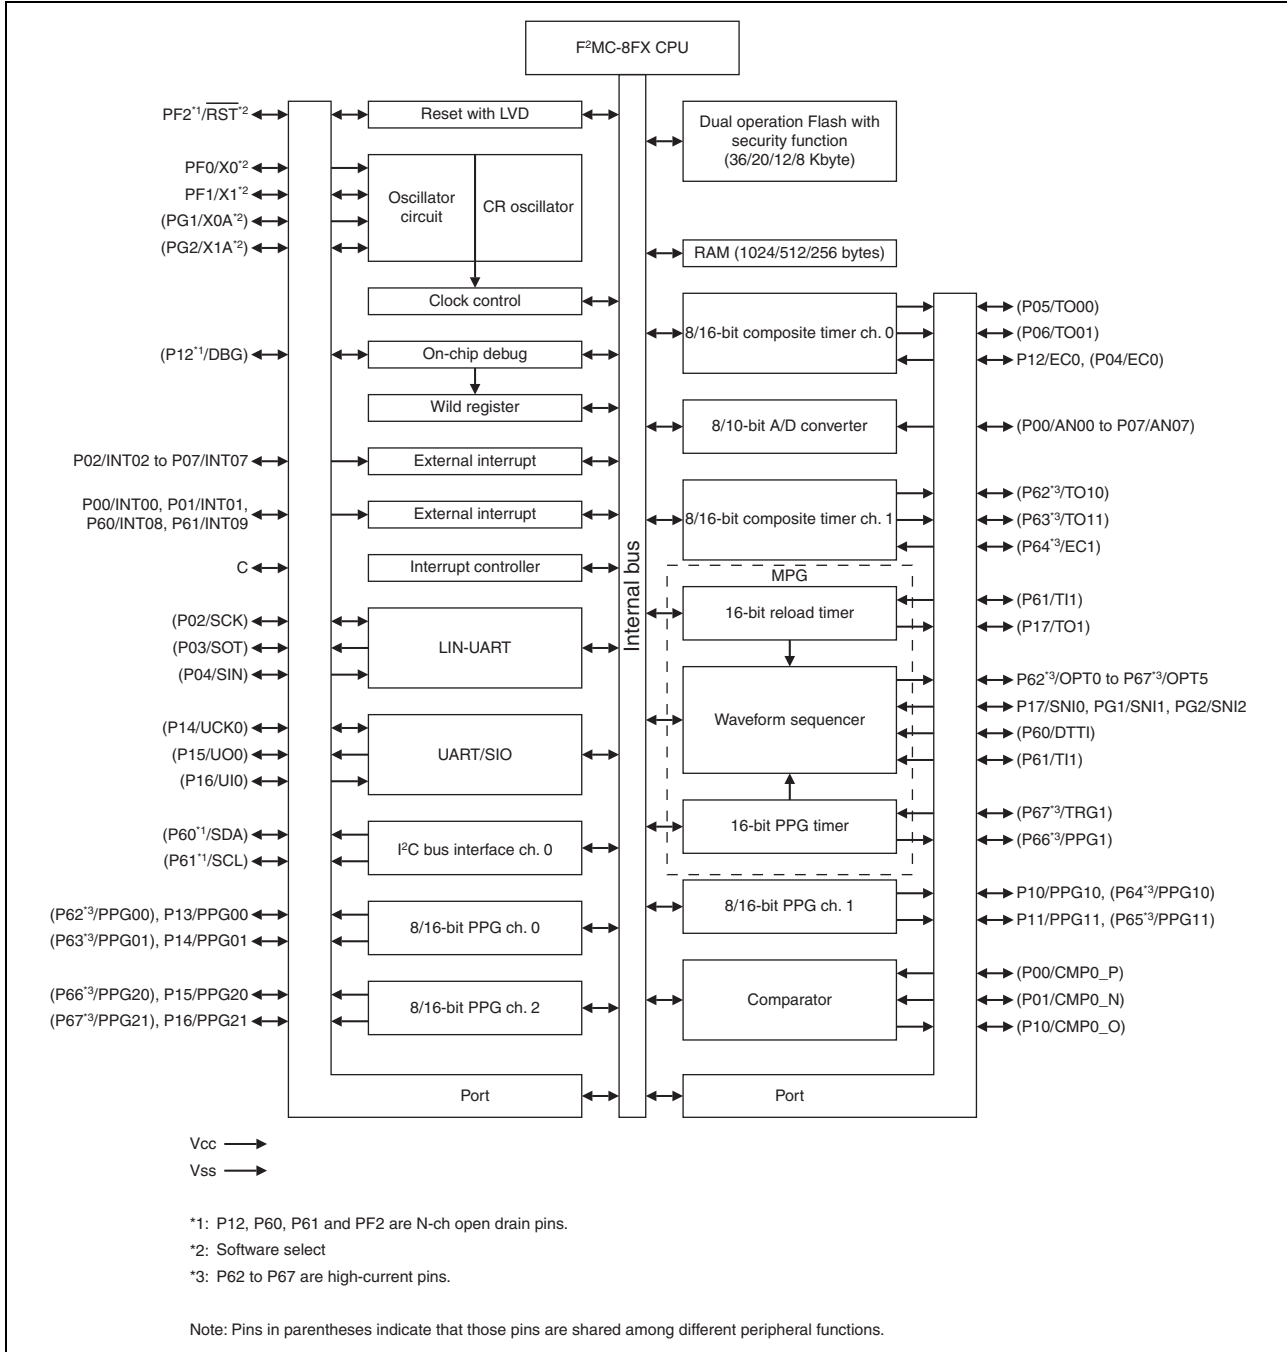 F²MC-8FX CPU
PF2*1/RST*2
Reset with LVD
Dual operation Flash with
security function
(36/20/12/8 Kbyte)
PF0/X0*2
PF1/X1*2
(PG1/X0A*2)
(PG2/X1A*2)
Oscillator
circuit
CR oscillator
RAM (1024/512/256 bytes)
Clock control
8/16-bit composite timer ch. 0
(P05/TO00)
(P06/TO01)
P12/EC0, (P04/EC0)
(P12*1/DBG)
On-chip debug
Wild register
8/10-bit A/D converter
(P00/AN00 to P07/AN07)
P02/INT02 to P07/INT07
External interrupt
P00/INT00, P01/INT01,
P60/INT08, P61/INT09
External interrupt
8/16-bit composite timer ch. 1
(P62*3/TO10)
(P63*3/TO11)
(P64*3/EC1)
C
Interrupt controller
Internal bus
MPG
16-bit reload timer
(P61/TI1)
(P17/TO1)
(P02/SCK)
(P03/SOT)
(P04/SIN)
LIN-UART
Waveform sequencer
P62*3/OPT0 to P67*3/OPT5
P17/SNI0, PG1/SNI1, PG2/SNI2
(P60/DTTI)
(P61/TI1)
(P14/UCK0)
(P15/UO0)
(P16/UI0)
UART/SIO
16-bit PPG timer
(P67*3/TRG1)
(P66*3/PPG1)
(P60*1/SDA)
(P61*1/SCL)
I²C bus interface ch. 0
8/16-bit PPG ch. 1
P10/PPG10, (P64*3/PPG10)
P11/PPG11, (P65*3/PPG11)
(P62*3/PPG00), P13/PPG00
(P63*3/PPG01), P14/PPG01
8/16-bit PPG ch. 0
Comparator
(P00/CMP0_P)
(P01/CMP0_N)
(P10/CMP0_O)
(P66*3/PPG20), P15/PPG20
(P67*3/PPG21), P16/PPG21
8/16-bit PPG ch. 2
Port
Port
Vcc
Vss
*1: P12, P60, P61 and PF2 are N-ch open drain pins.
*2: Software select
*3: P62 to P67 are high-current pins.
Note: Pins in parentheses indicate that those pins are shared among different peripheral functions.